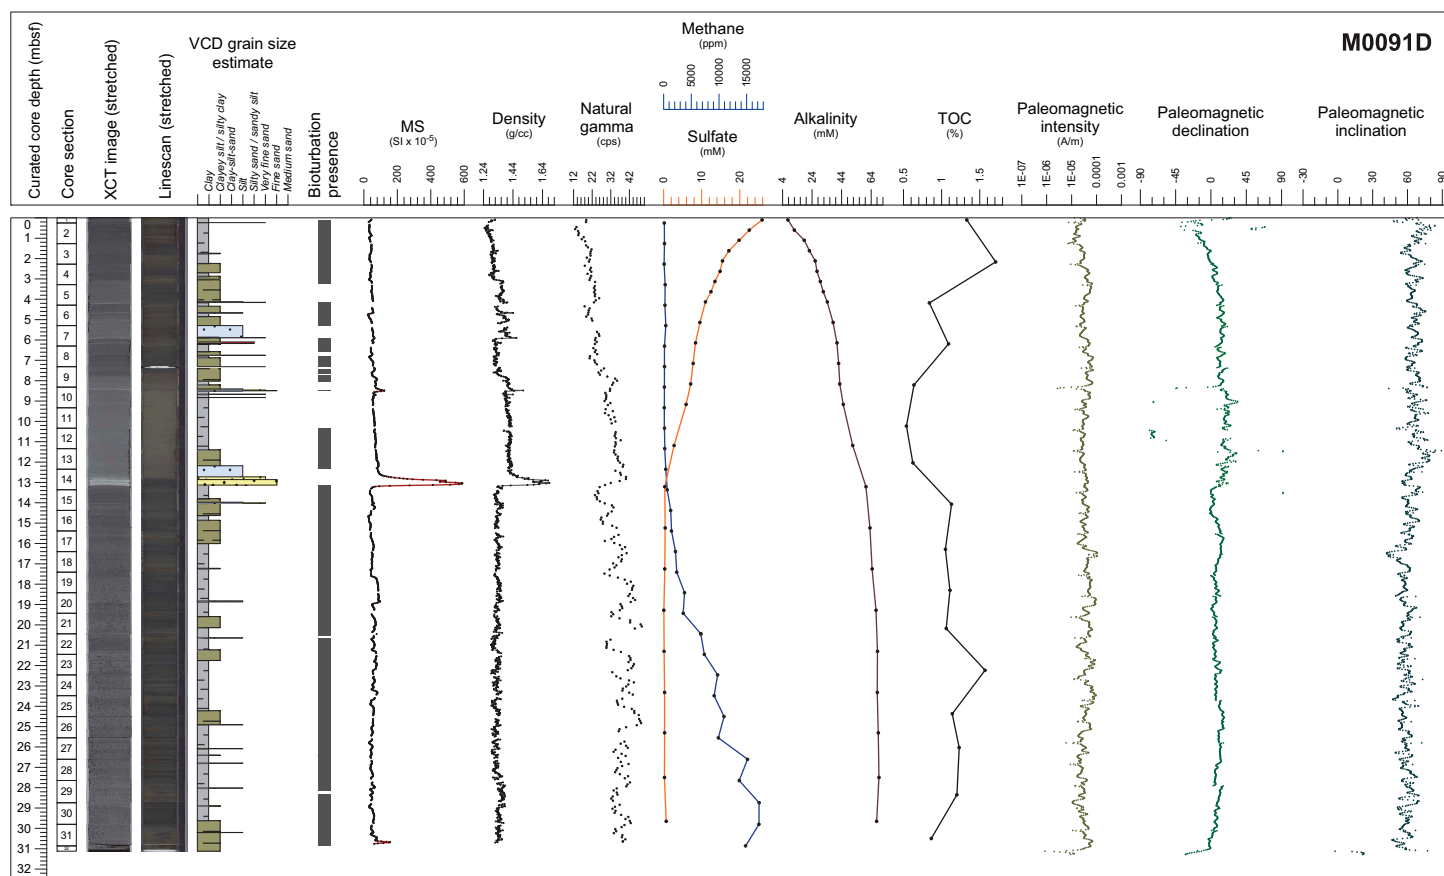 M0091D
Curated core depth (mbsf)
Core section
XCT image (stretched)
Linescan (stretched)
VCD grain size
estimate
Clay
Clayey silt / silty clay
Clay-silt-sand
Silt
Silty sand / sandy silt
Very fine sand
Fine sand
Medium sand
Bioturbation
presence
MS
(SI x 10-5)
0 200 400 600
Density
(g/cc)
1.24 1.44 1.64
Natural
gamma
(cps)
12 22 32 42
Methane
(ppm)
0 5000 10000 15000
Sulfate
(mM)
0 10 20
Alkalinity
(mM)
4 24 44 64
TOC
(%)
0.5 1 1.5
Paleomagnetic
intensity
(A/m)
1E-07 1E-06 1E-05 0.0001 0.001
Paleomagnetic
declination
-90 -45 0 45 90
Paleomagnetic
inclination
-30 0 30 60 90
0
1
2
3
4
5
6
7
8
9
10
11
12
13
14
15
16
17
18
19
20
21
22
23
24
25
26
27
28
29
30
31
32
2
3
4
5
6
7
8
9
10
11
12
13
14
15
16
17
18
19
20
21
22
23
24
25
26
27
28
29
30
31